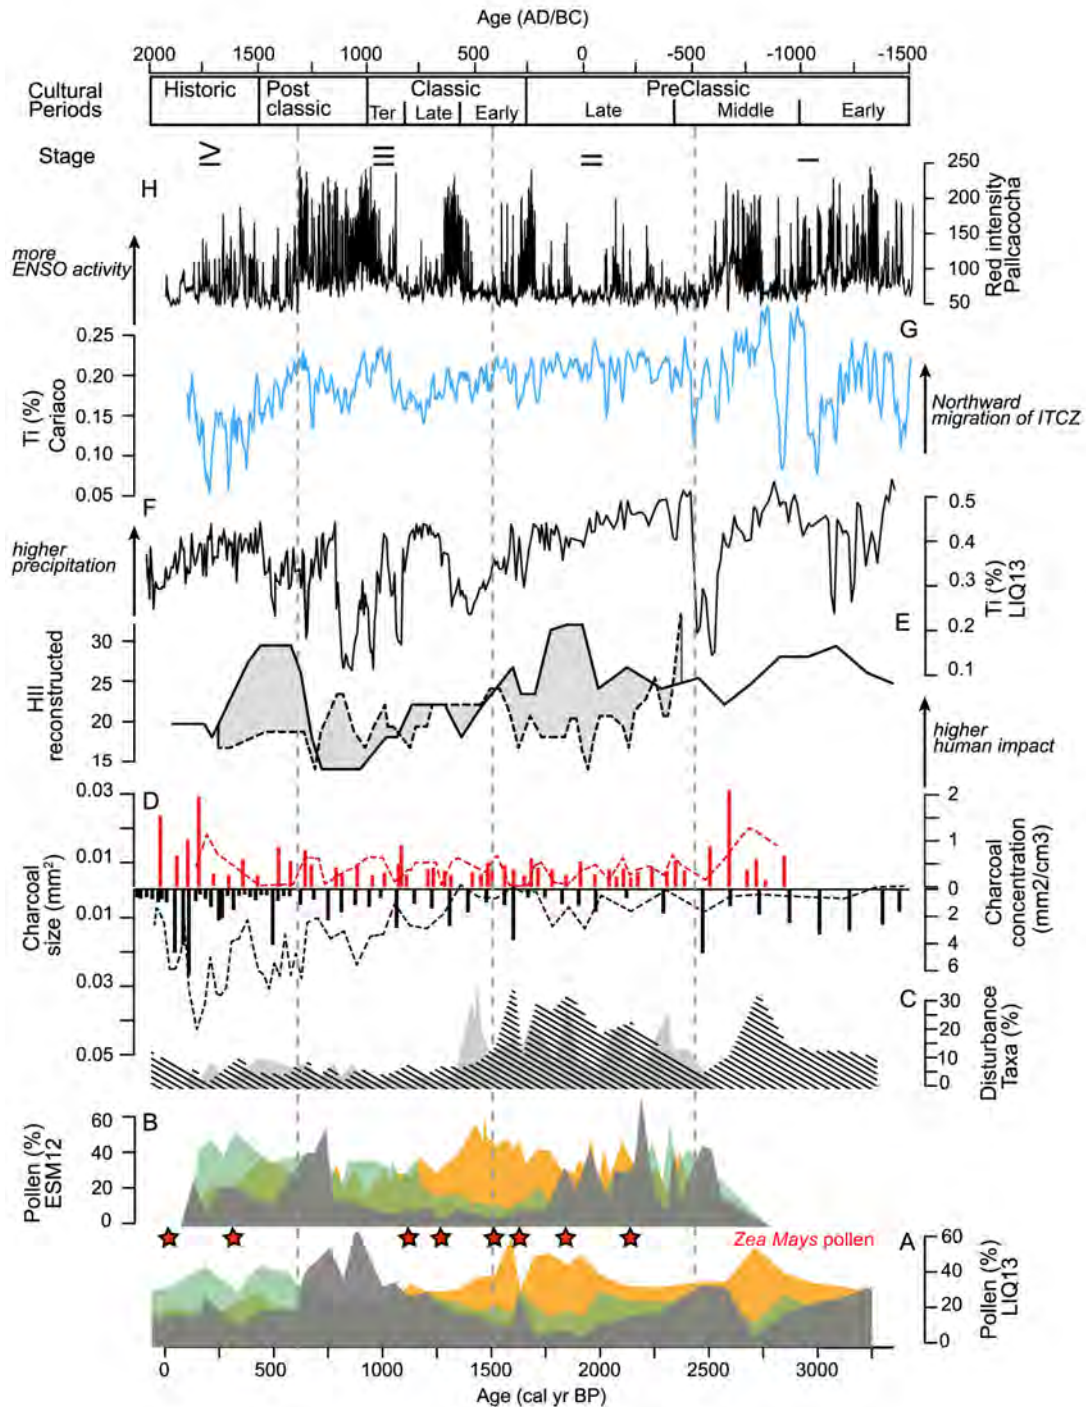 Age (AD/BC)
2000 1500 1000 500 0 -500 -1000 -1500
Cultural
Periods
Historic
Post
classic
Classic
Ter
Late
Early
PreClassic
Late
Middle
Early
Stage
IV
III
II
I
H
more
ENSO activity
250
200
150
100
50
Red intensity
Pallcacocha
0.25
0.20
0.15
0.10
0.05
Ti (%)
Cariaco
G
Northward
migration of ITCZ
F
higher
precipitation
0.5
0.4
0.3
0.2
0.1
Ti (%)
LIQ13
30
25
20
15
HII
reconstructed
E
higher
human impact
0.03
0.01
0.01
0.03
0.05
Charcoal
size (mm²)
D
2
1
0
2
4
6
Charcoal
concentration
(mm2/cm3)
C
30
20
10
0
Disturbance
Taxa (%)
B
60
40
20
0
Pollen (%)
ESM12
Zea Mays pollen
A
60
40
20
0
Pollen (%)
LIQ13
0 500 1000 1500 2000 2500 3000
Age (cal yr BP)